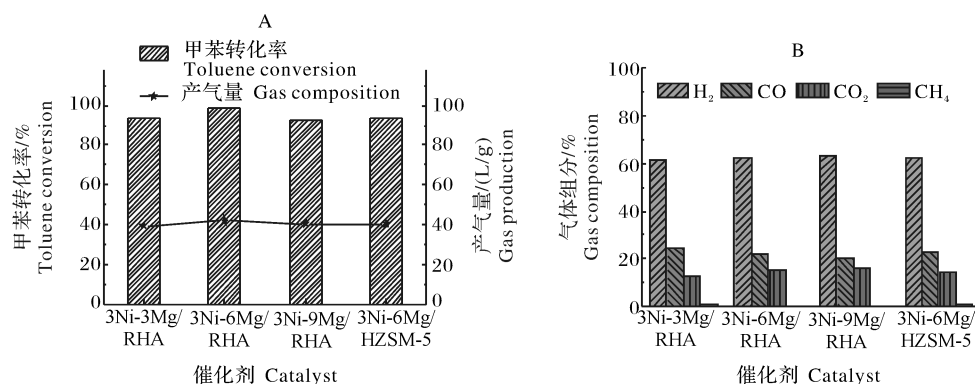 A
甲苯转化率
Toluene conversion
产气量 Gas composition
甲苯转化率/%
Toluene conversion
100
80
60
40
20
0
100
80
60
40
20
0
产气量/(L/g)
Gas production
3Ni-3Mg/
RHA
3Ni-6Mg/
RHA
3Ni-9Mg/
RHA
3Ni-6Mg/
HZSM-5
催化剂 Catalyst
B
H2 CO CO2 CH4
气体组分/%
Gas composition
100
80
60
40
20
0
3Ni-3Mg/
RHA
3Ni-6Mg/
RHA
3Ni-9Mg/
RHA
3Ni-6Mg/
HZSM-5
催化剂 Catalyst